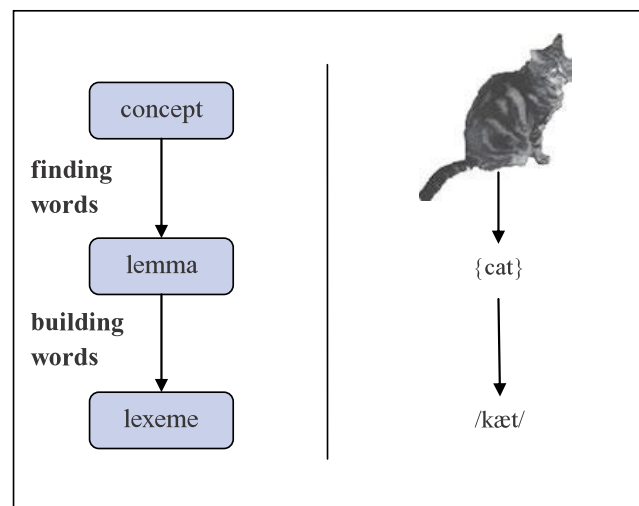 concept
finding
words
lemma
building
words
lexeme
{cat}
/kæt/